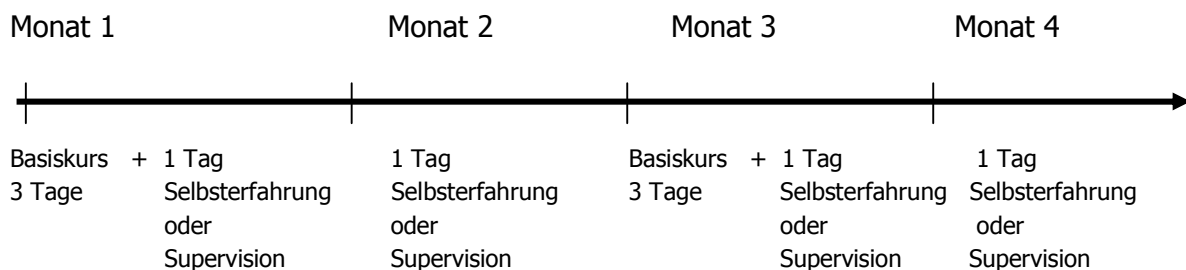 Monat 1 Monat 2 Monat 3 Monat 4
Basiskurs + 1 Tag 1 Tag Basiskurs + 1 Tag 1 Tag
3 Tage Selbsterfahrung Selbsterfahrung 3 Tage Selbsterfahrung Selbsterfahrung
oder oder oder oder
Supervision Supervision Supervision Supervision